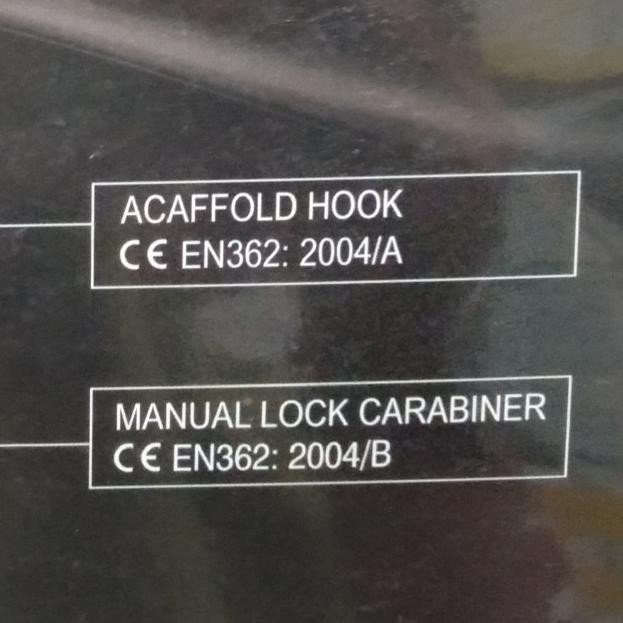 ACAFFOLD HOOK
CE EN362: 2004/A
MANUAL LOCK CARABINER
CE EN362: 2004/B